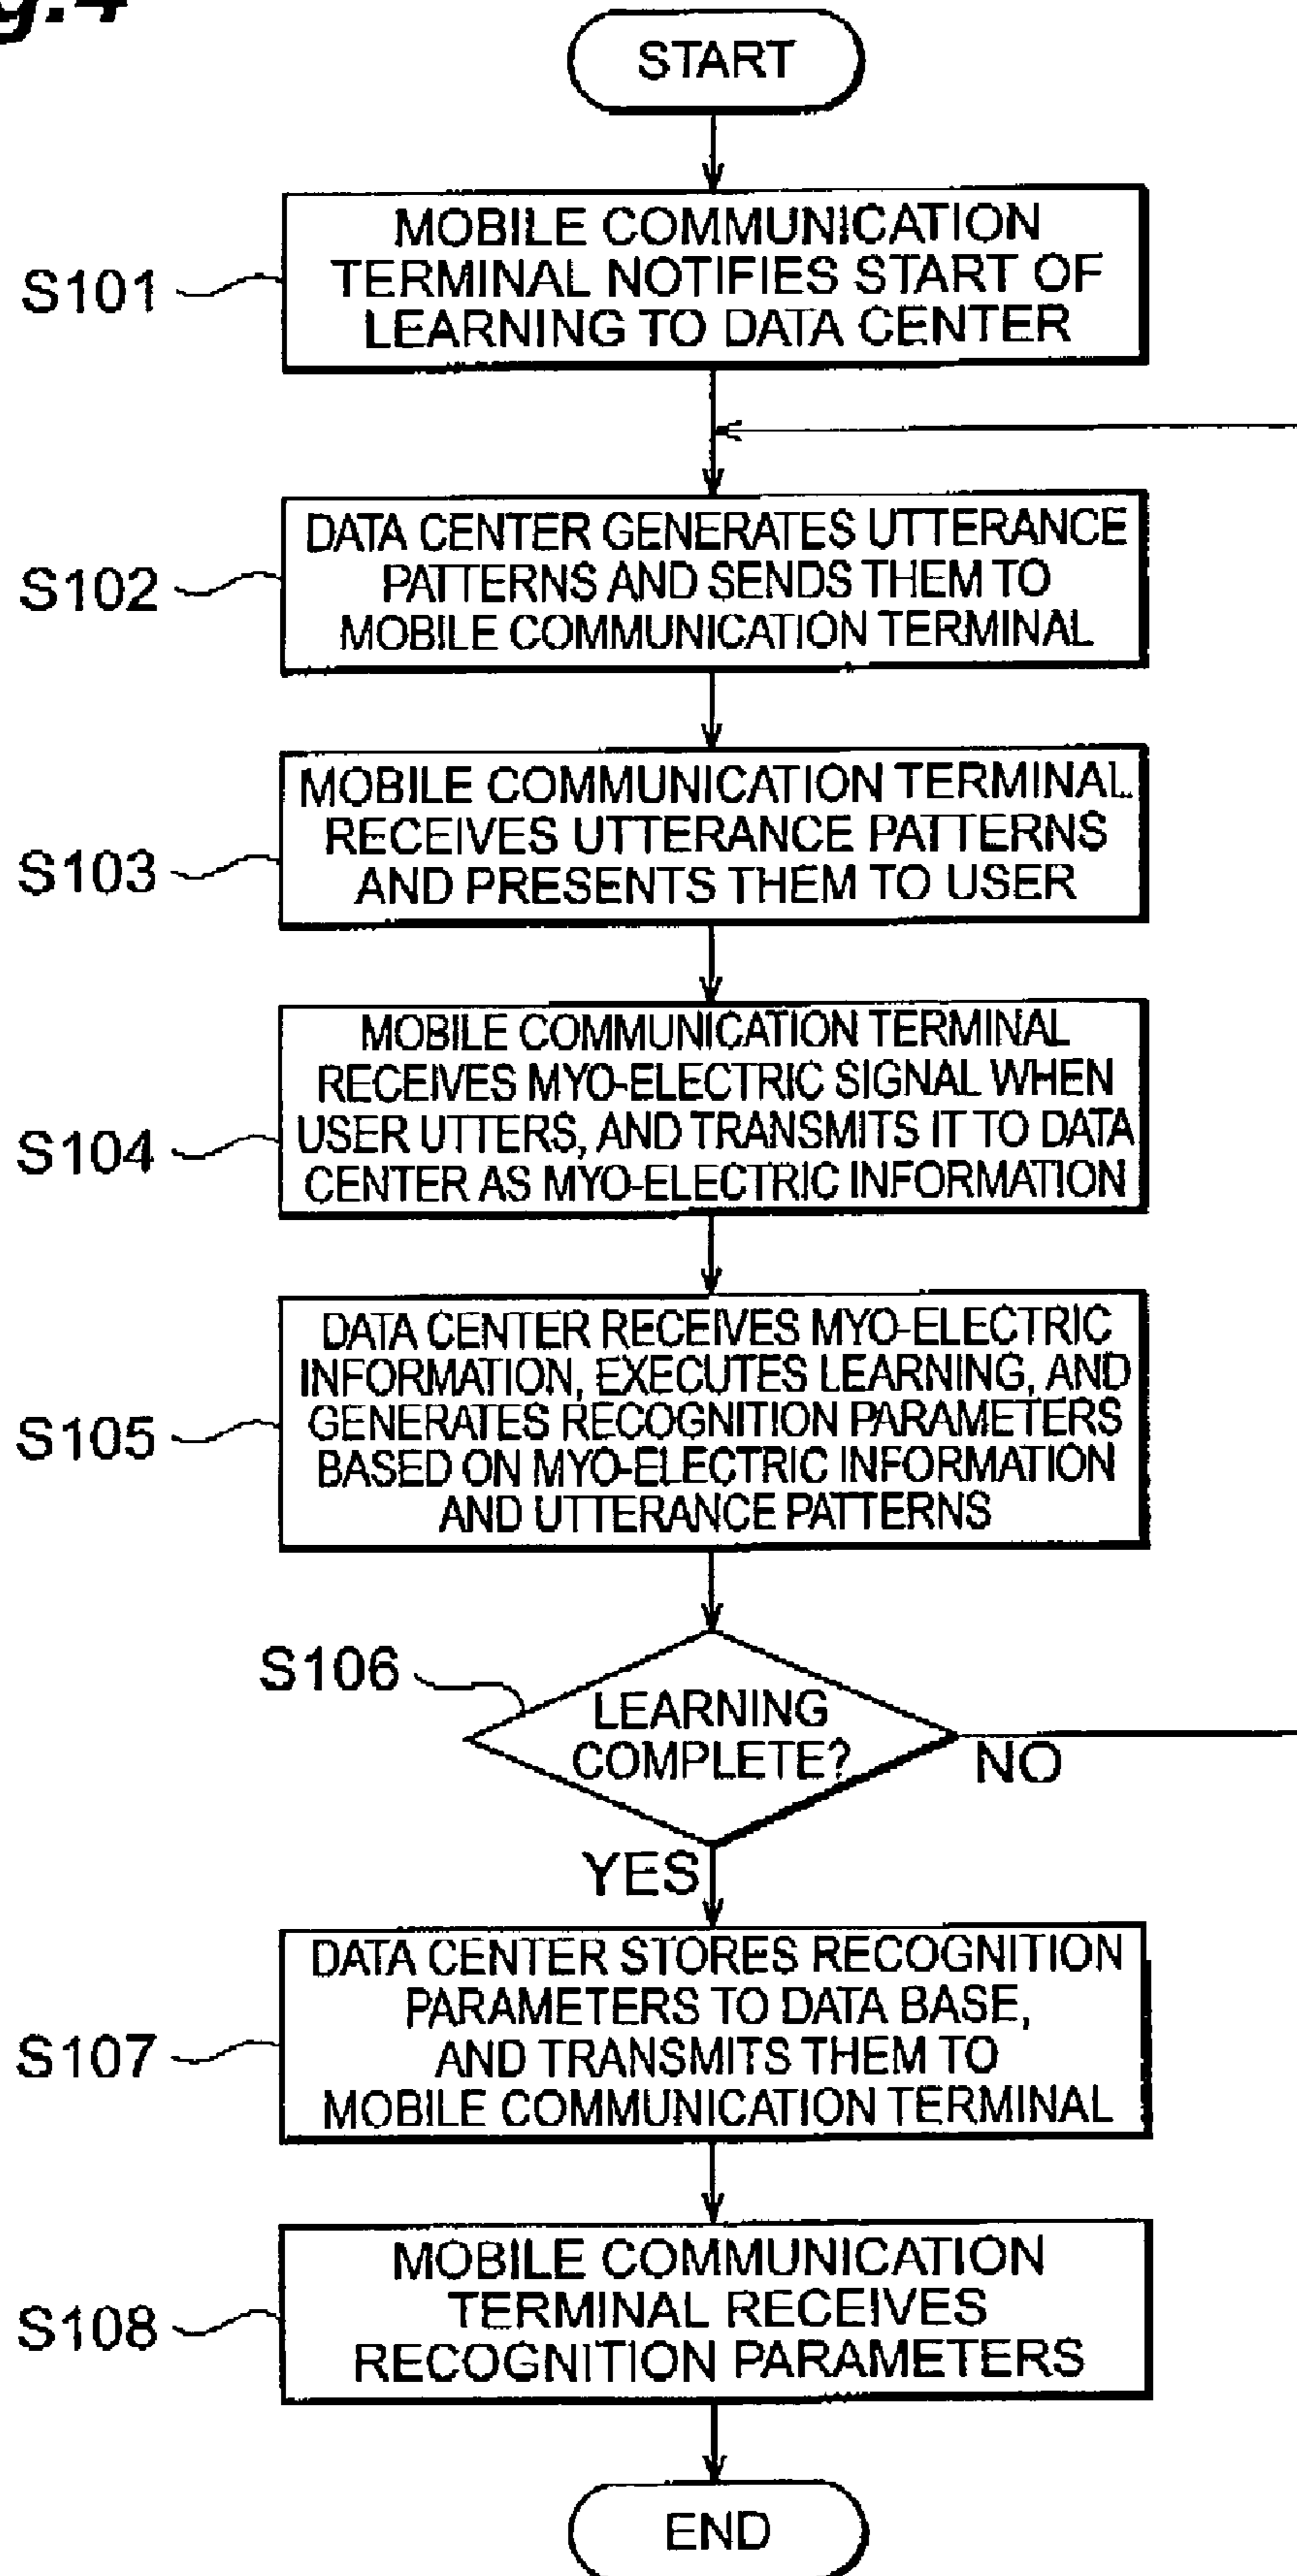 g.4
START
S101
MOBILE COMMUNICATION
TERMINAL NOTIFIES START OF
LEARNING TO DATA CENTER
S102
DATA CENTER GENERATES UTTERANCE
PATTERNS AND SENDS THEM TO
MOBILE COMMUNICATION TERMINAL
S103
MOBILE COMMUNICATION TERMINAL
RECEIVES UTTERANCE PATTERNS
AND PRESENTS THEM TO USER
S104
MOBILE COMMUNICATION TERMINAL
RECEIVES MYO-ELECTRIC SIGNAL WHEN
USER UTTERS, AND TRANSMITS IT TO DATA
CENTER AS MYO-ELECTRIC INFORMATION
S105
DATA CENTER RECEIVES MYO-ELECTRIC
INFORMATION, EXECUTES LEARNING, AND
GENERATES RECOGNITION PARAMETERS
BASED ON MYO-ELECTRIC INFORMATION
AND UTTERANCE PATTERNS
S106
LEARNING
COMPLETE?
NO
YES
S107
DATA CENTER STORES RECOGNITION
PARAMETERS TO DATA BASE,
AND TRANSMITS THEM TO
MOBILE COMMUNICATION TERMINAL
S108
MOBILE COMMUNICATION
TERMINAL RECEIVES
RECOGNITION PARAMETERS
END